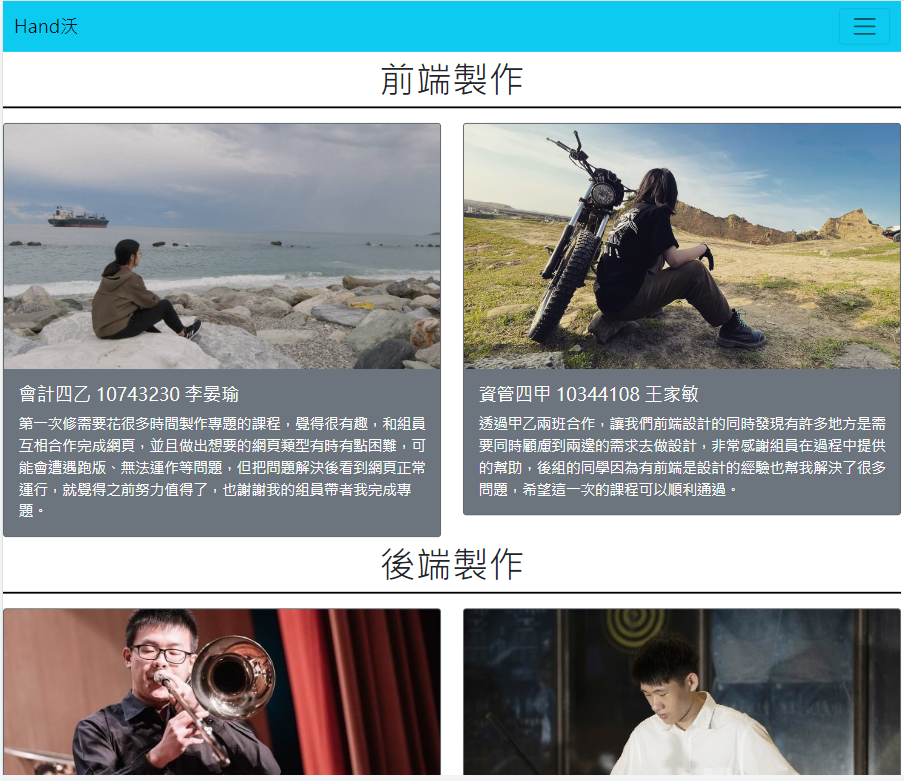 Hand沃
前端製作
會計四乙 10743230 李晏瑜
第一次修需要花很多時間製作專題的課程，覺得很有趣，和組員
互相合作完成網頁，並且做出想要的網頁類型有時有點困難，可
能會遭遇跑版、無法運作等問題，但把問題解決後看到網頁正常
運行，就覺得之前努力值得了，也謝謝我的組員帶者我完成專
題。
資管四甲 10344108 王家敏
透過甲乙兩班合作，讓我們前端設計的同時發現有許多地方是需
要同時顧慮到兩邊的需求去做設計，非常感謝組員在過程中提供
的幫助，後組的同學因為有前端是設計的經驗也幫我解決了很多
問題，希望這一次的課程可以順利通過。
後端製作